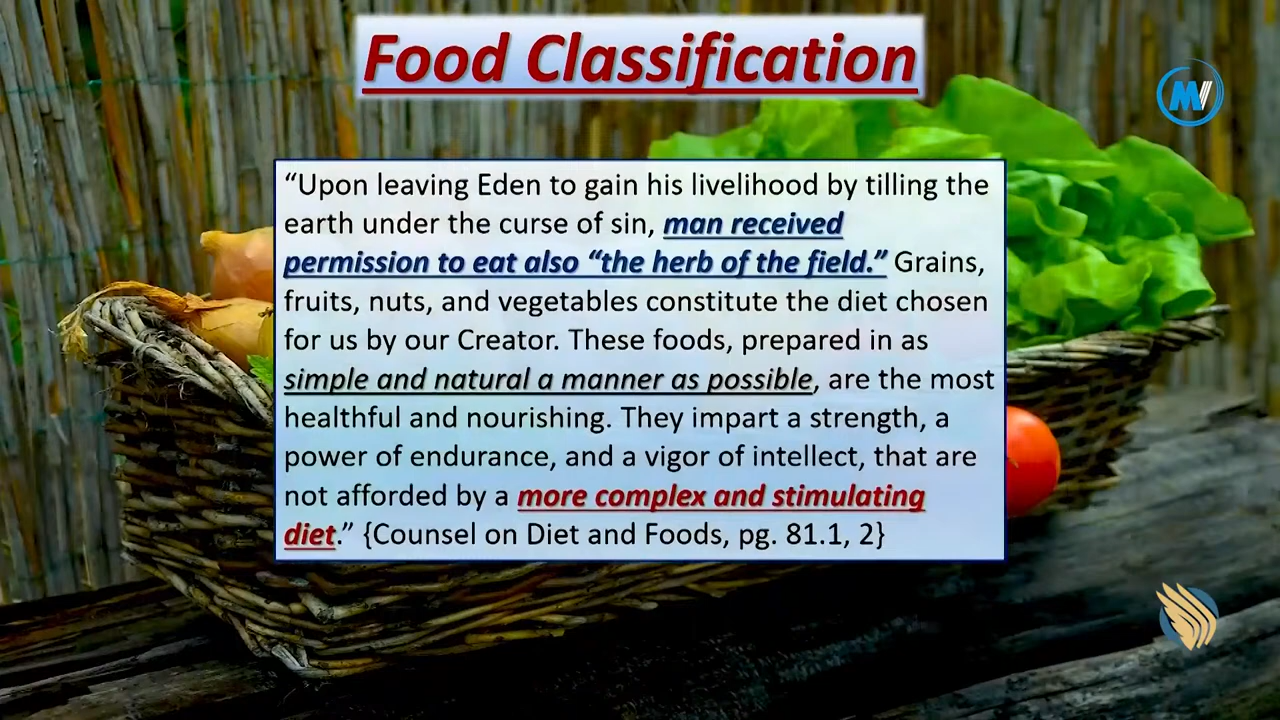 Food Classification
“Upon leaving Eden to gain his livelihood by tilling the
earth under the curse of sin, man received
permission to eat also “the herb of the field.” Grains,
fruits, nuts, and vegetables constitute the diet chosen
for us by our Creator. These foods, prepared in as
simple and natural a manner as possible, are the most
healthful and nourishing. They impart a strength, a
power of endurance, and a vigor of intellect, that are
not afforded by a more complex and stimulating
diet.” {Counsel on Diet and Foods, pg. 81.1, 2}
MV